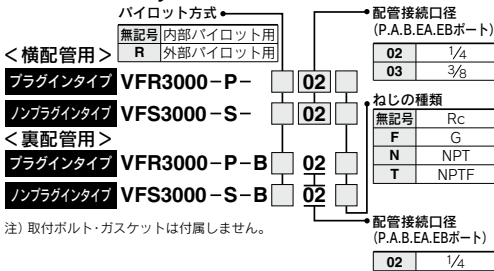 パイロット方式
無記号 内部パイロット用
R 外部パイロット用
配管接続口径
(P.A.B.EA.EBポート)
02 1/4
03 3/8
＜横配管用＞
プラグインタイプ VFR3000－P－ 02
ノンプラグインタイプ VFS3000－S－ 02
ねじの種類
無記号 Rc
F G
N NPT
T NPTF
＜裏配管用＞
プラグインタイプ VFR3000－P－B 02
ノンプラグインタイプ VFS3000－S－B 02
注) 取付ボルト・ガスケットは付属しません。
配管接続口径
(P.A.B.EA.EBポート)
02 1/4